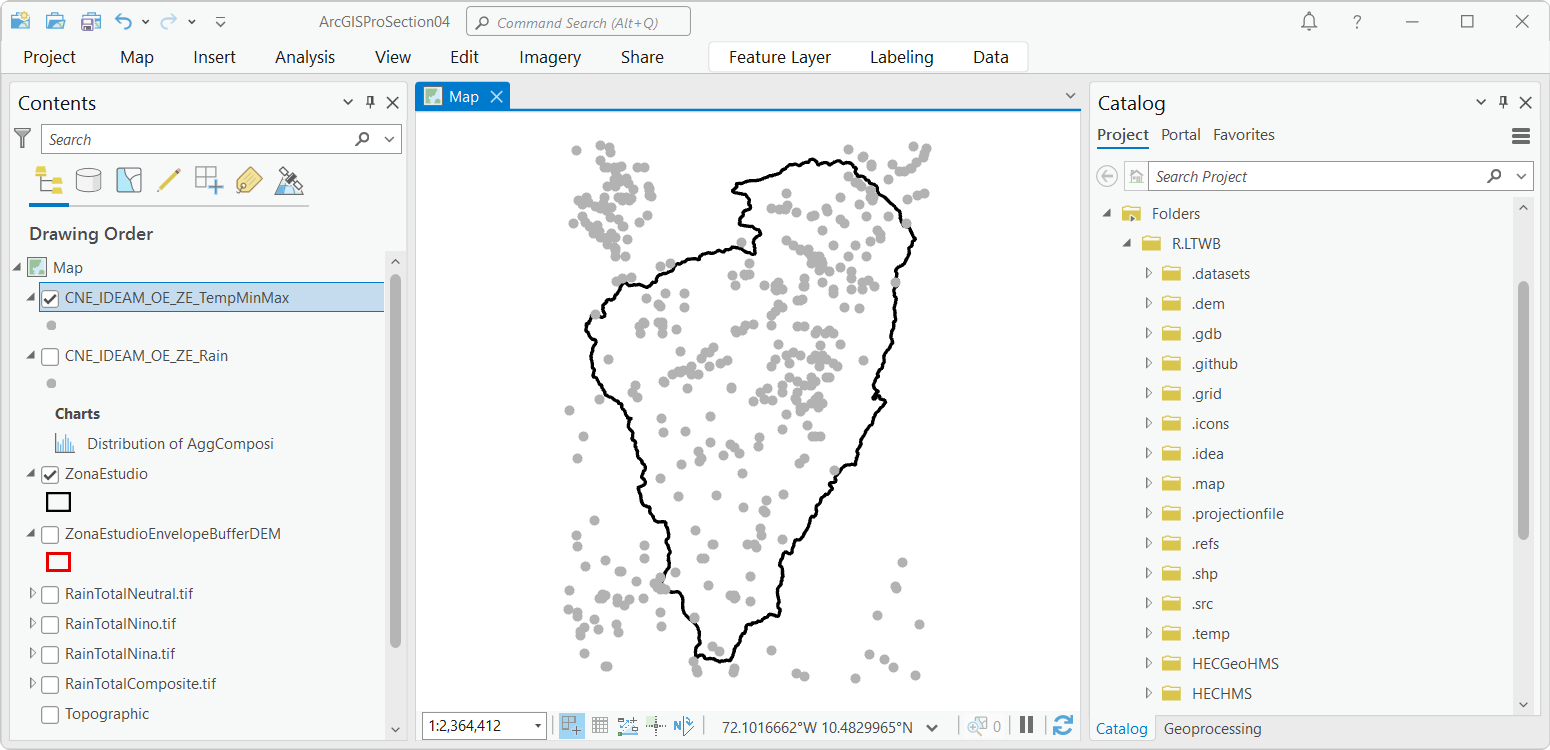 ArcGISProSection04
Command Search (Alt+Q)
?
Project Map Insert Analysis View Edit Imagery Share Feature Layer Labeling Data
Contents
Search
Drawing Order
Map
CNE_IDEAM_OE_ZE_TempMinMax
CNE_IDEAM_OE_ZE_Rain
Charts
Distribution of AggComposi
ZonaEstudio
ZonaEstudioEnvelopeBufferDEM
RainTotalNeutral.tif
RainTotalNino.tif
RainTotalNina.tif
RainTotalComposite.tif
Topographic
Map
1:2,364,412
N
72.1016662°W 10.4829965°N
0
Catalog
Project Portal Favorites
Search Project
Folders
R.LTWB
.datasets
.dem
.gdb
.github
.grid
.icons
.idea
.map
.projectionfile
.refs
.shp
.src
.temp
HECGeoHMS
HECHMS
Catalog Geoprocessing